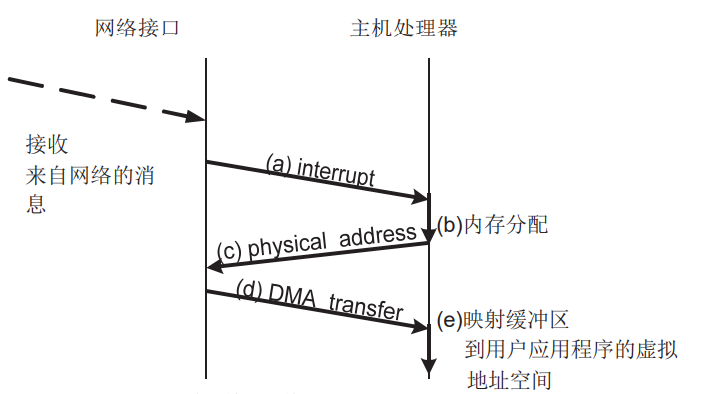 网络接口
主机处理器
接收
来自网络的消
息
(a) interrupt
(b)内存分配
(c) physical address
(d) DMA transfer
(e)映射缓冲区
到用户应用程序的虚拟
地址空间